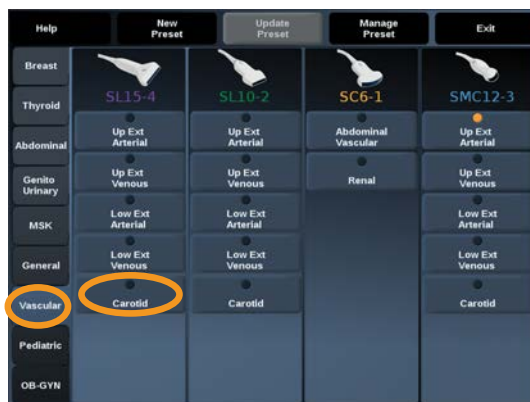 Help
New
Preset
Update
Preset
Manage
Preset
Exit
Breast
Thyroid
Abdominal
Genito
Urinary
MSK
General
Vascular
Pediatric
OB-GYN
SL15-4
Up Ext
Arterial
Up Ext
Venous
Low Ext
Arterial
Low Ext
Venous
Carotid
SL10-2
Up Ext
Arterial
Up Ext
Venous
Low Ext
Arterial
Low Ext
Venous
Carotid
SC6-1
Abdominal
Vascular
Renal
SMC12-3
Up Ext
Arterial
Up Ext
Venous
Low Ext
Arterial
Low Ext
Venous
Carotid